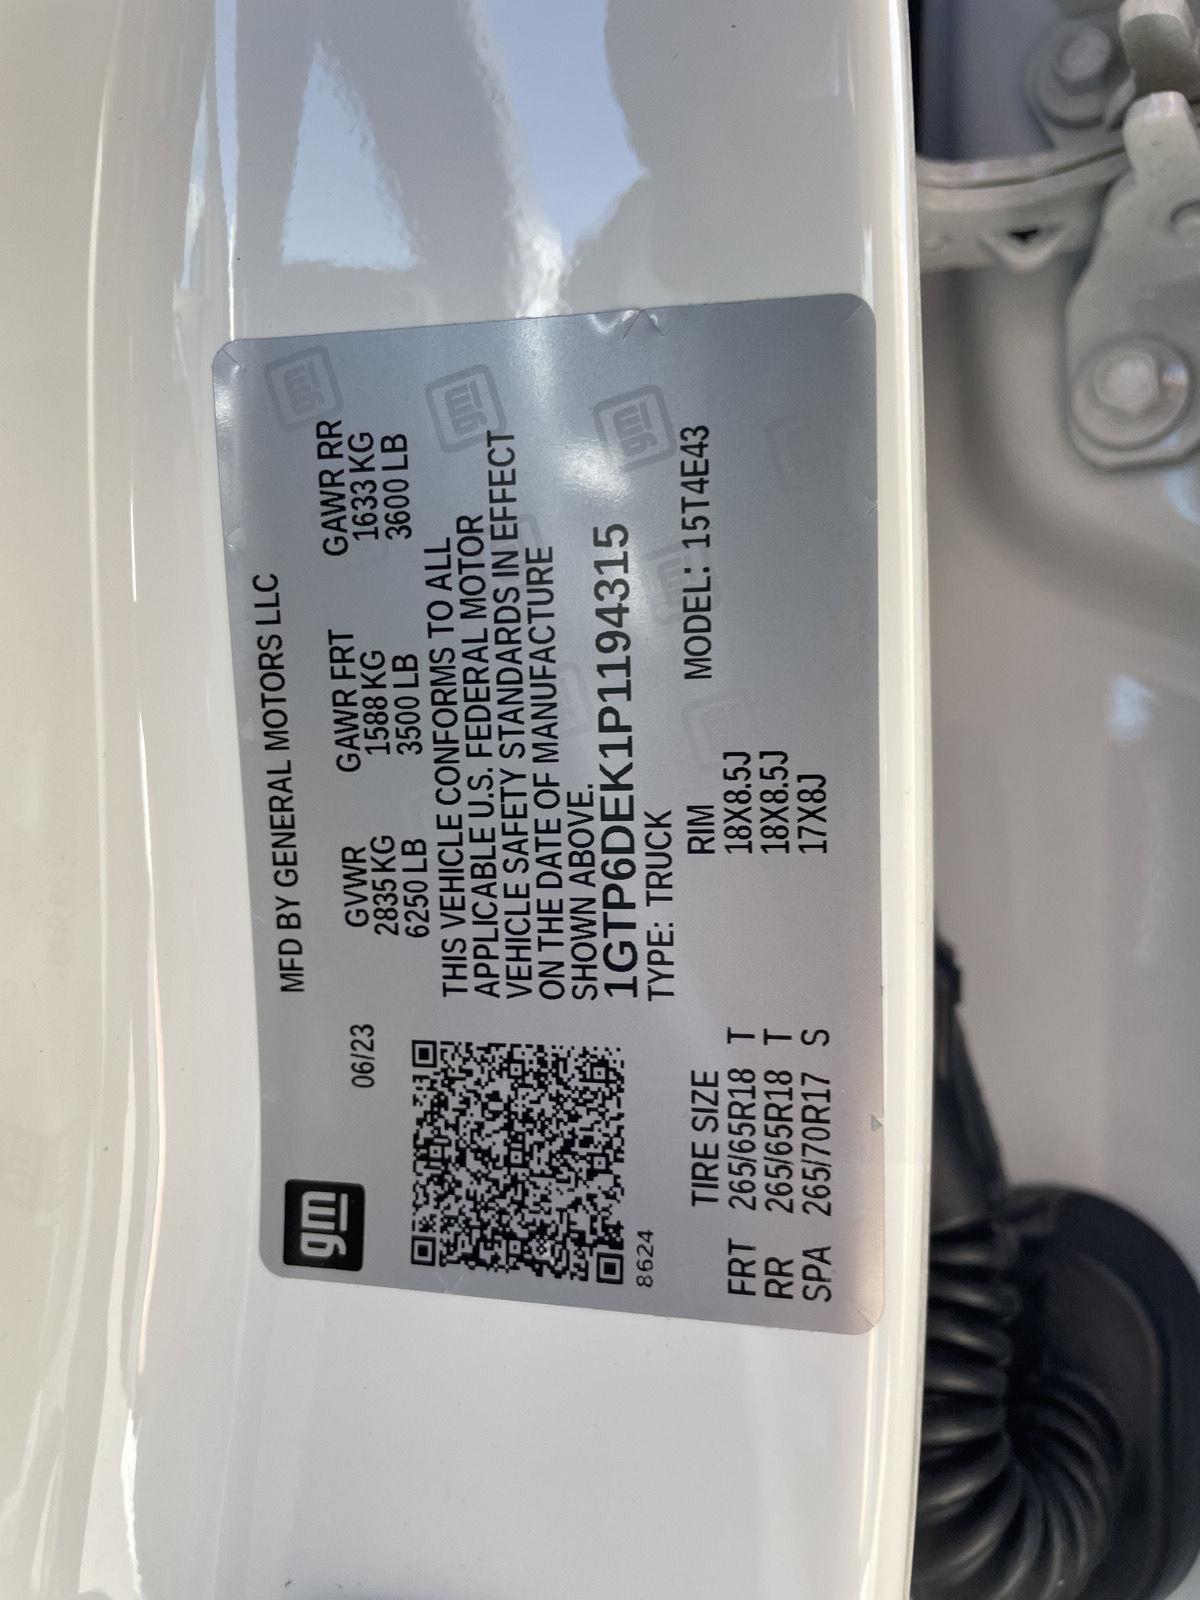 gm
MFD BY GENERAL MOTORS LLC
06/23
GVWR GAWR FRT GAWR RR
2835 KG 1588 KG 1633 KG
6250 LB 3500 LB 3600 LB
THIS VEHICLE CONFORMS TO ALL
APPLICABLE U.S. FEDERAL MOTOR
VEHICLE SAFETY STANDARDS IN EFFECT
ON THE DATE OF MANUFACTURE
SHOWN ABOVE.
1GTP6DEK1P1194315
8624 TYPE: TRUCK
TIRE SIZE RIM MODEL: 15T4E43
FRT 265/65R18 T 18X8.5J
RR 265/65R18 T 18X8.5J
SPA 265/70R17 S 17X8J